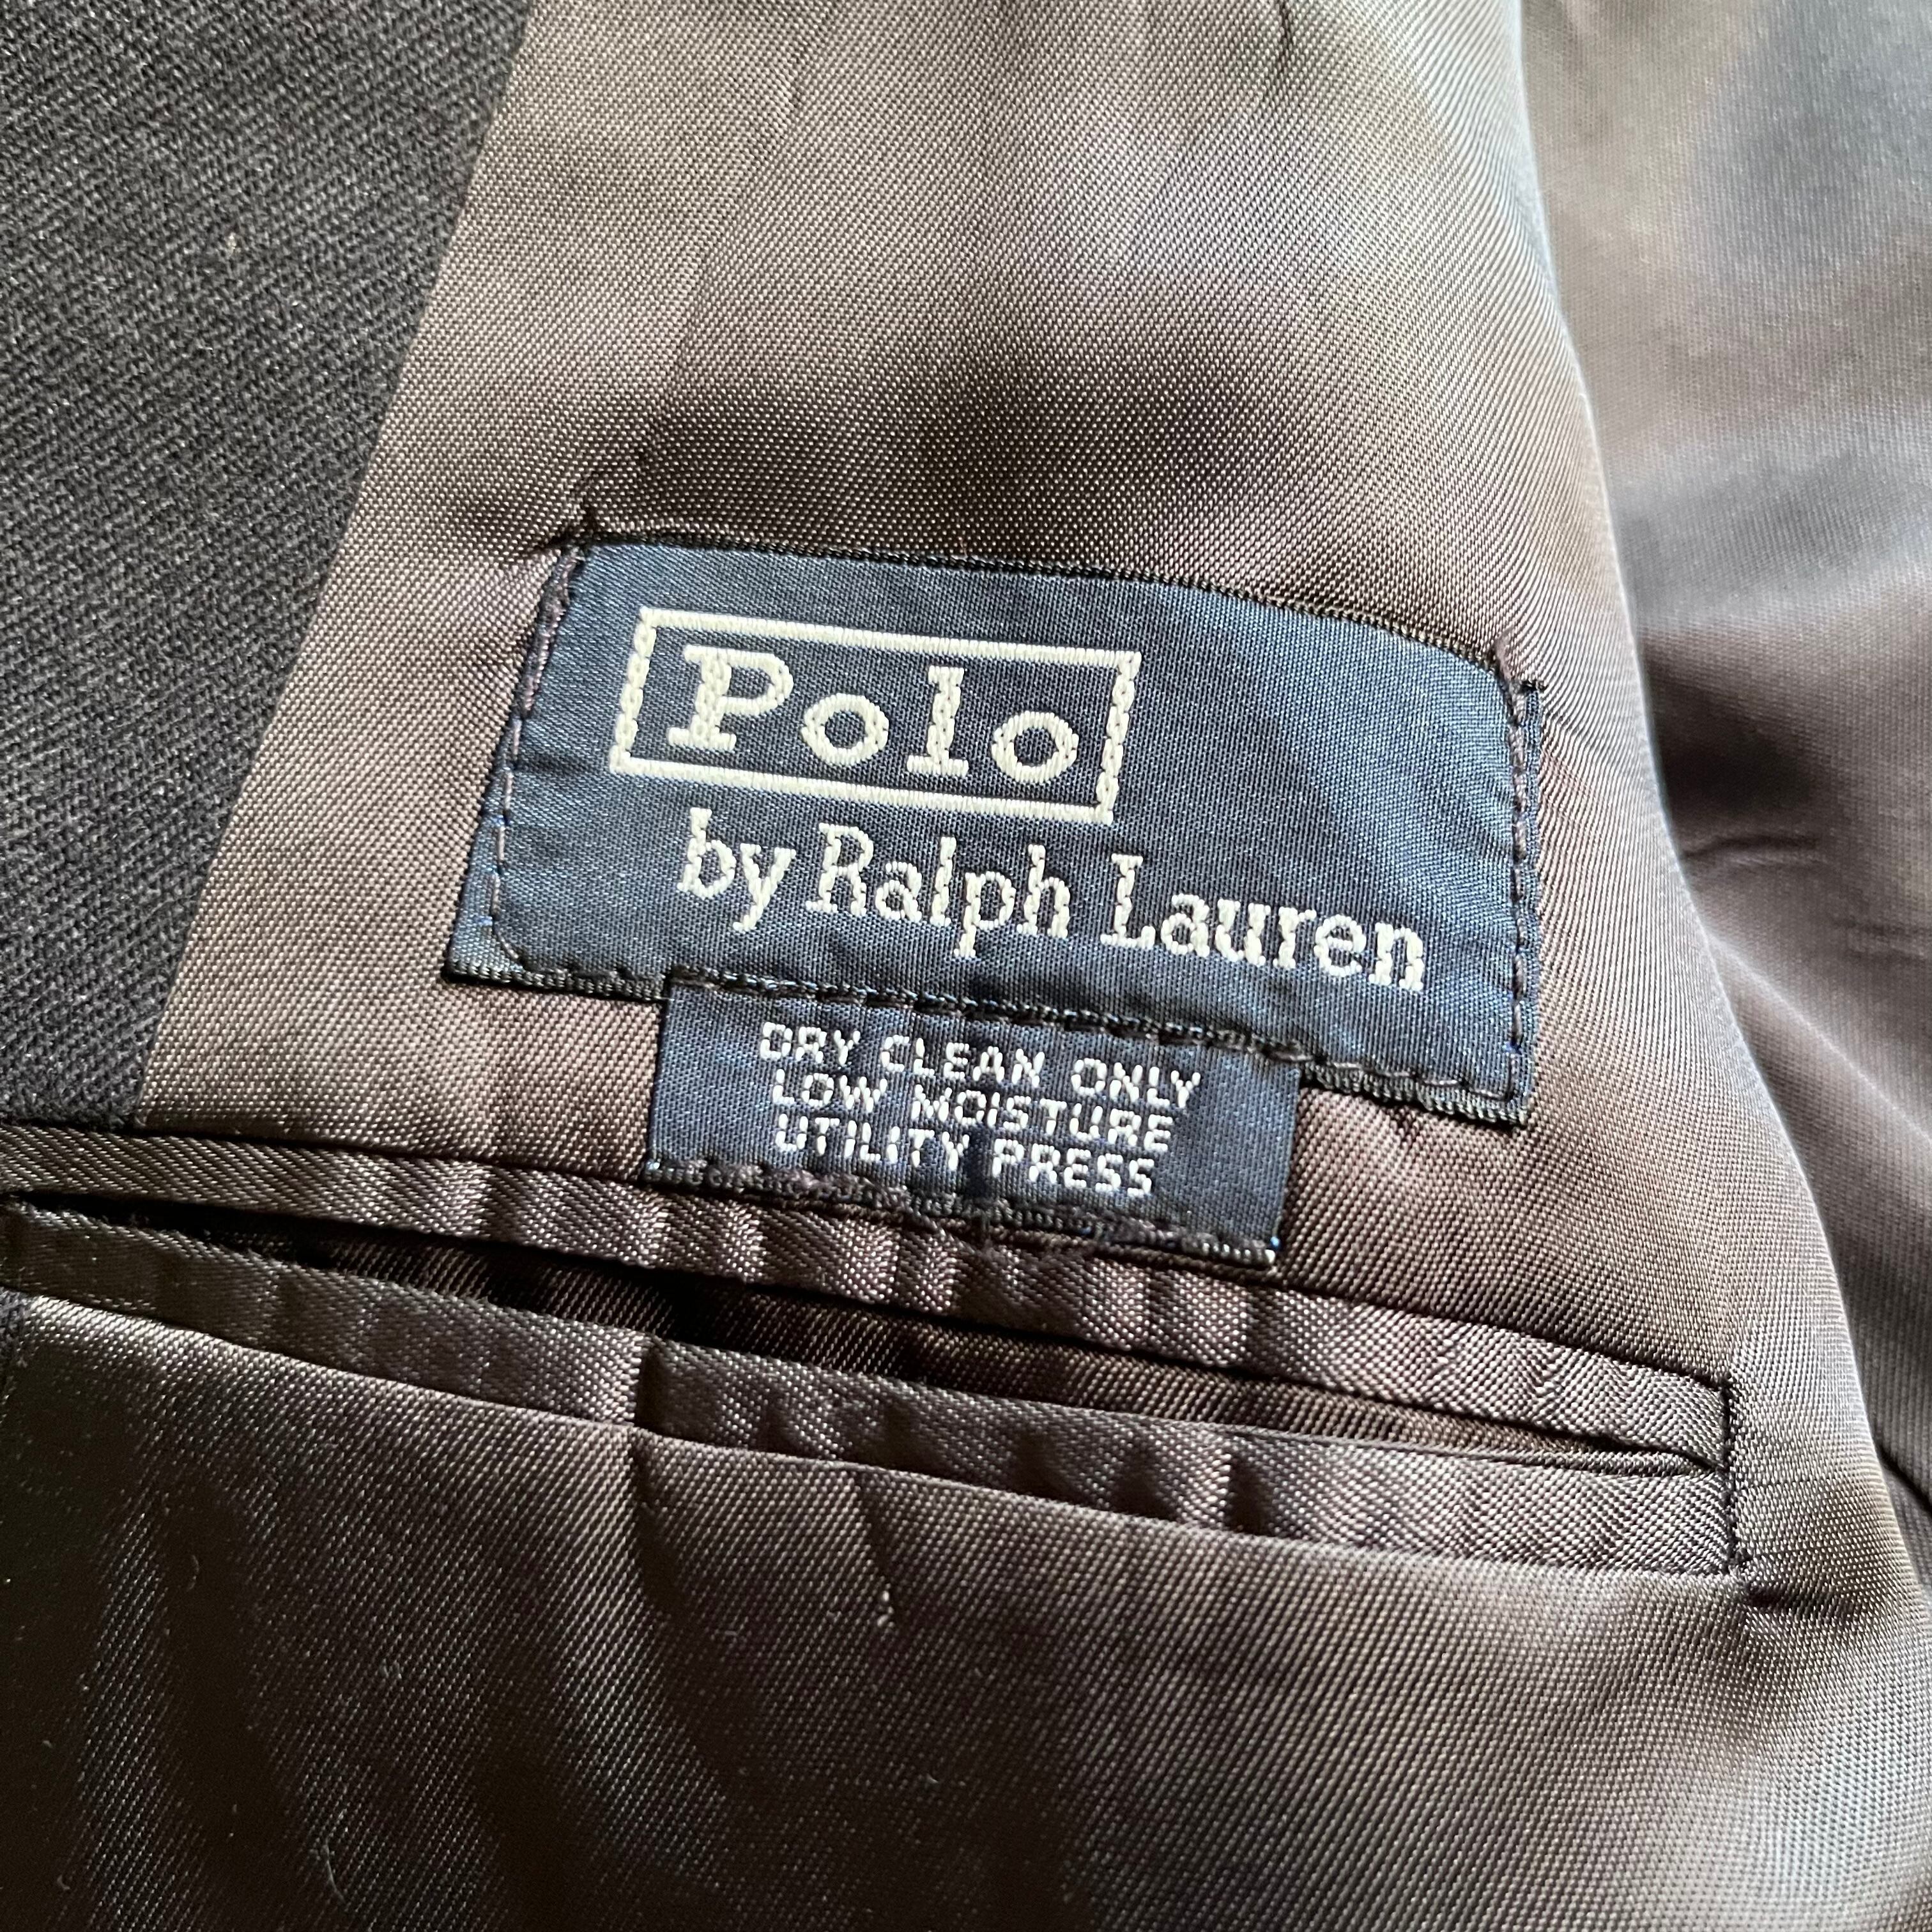 Polo
by Ralph Lauren
DRY CLEAN ONLY
LOW MOISTURE
UTILITY PRESS